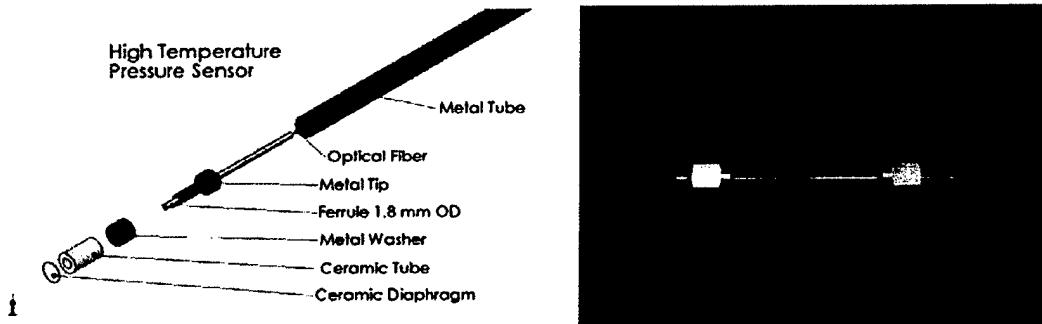 High Temperature
Pressure Sensor
Metal Tube
Optical Fiber
Metal Tip
Ferrule 1.8 mm OD
Metal Washer
Ceramic Tube
Ceramic Diaphragm